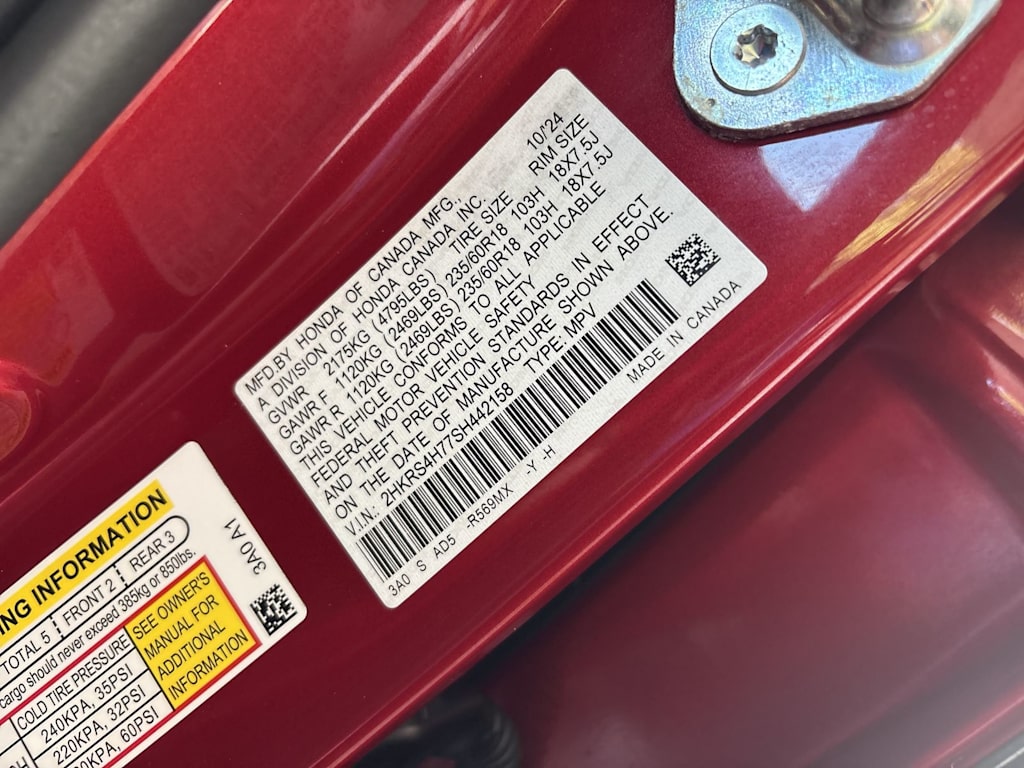 MFD.BY HONDA OF CANADA MFG., 10/'24
A DIVISION OF HONDA CANADA INC.
GVWR 2175KG (4795LBS) TIRE SIZE RIM SIZE
GAWR F 1120KG (2469LBS) 235/60R18 103H 18X7.5J
GAWR R 1120KG (2469LBS) 235/60R18 103H 18X7.5J
THIS VEHICLE CONFORMS TO ALL APPLICABLE
FEDERAL MOTOR VEHICLE SAFETY
AND THEFT PREVENTION STANDARDS IN EFFECT
ON THE DATE OF MANUFACTURE SHOWN ABOVE.
V.I.N.: 2HKRS4H77SH442158 TYPE: MPV
3A0 S AD5 -R569MX -Y H MADE IN CANADA
INFORMATION
3A0 A1
TOTAL 5 FRONT 2 REAR 3
cargo should never exceed 385kg or 850lbs.
COLD TIRE PRESSURE
240KPA, 35PSI
220KPA, 32PSI
60PSI
SEE OWNER'S
MANUAL FOR
ADDITIONAL
INFORMATION